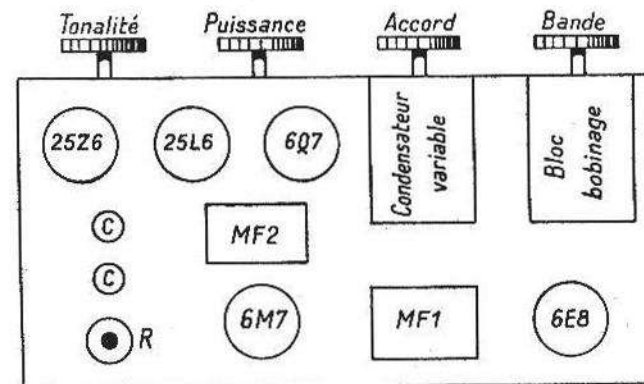 Tonalité Puissance Accord Bande
25Z6 25L6 6Q7 Condensateur
variable Bloc
bobinage
C MF2
C
R 6M7 MF1 6E8